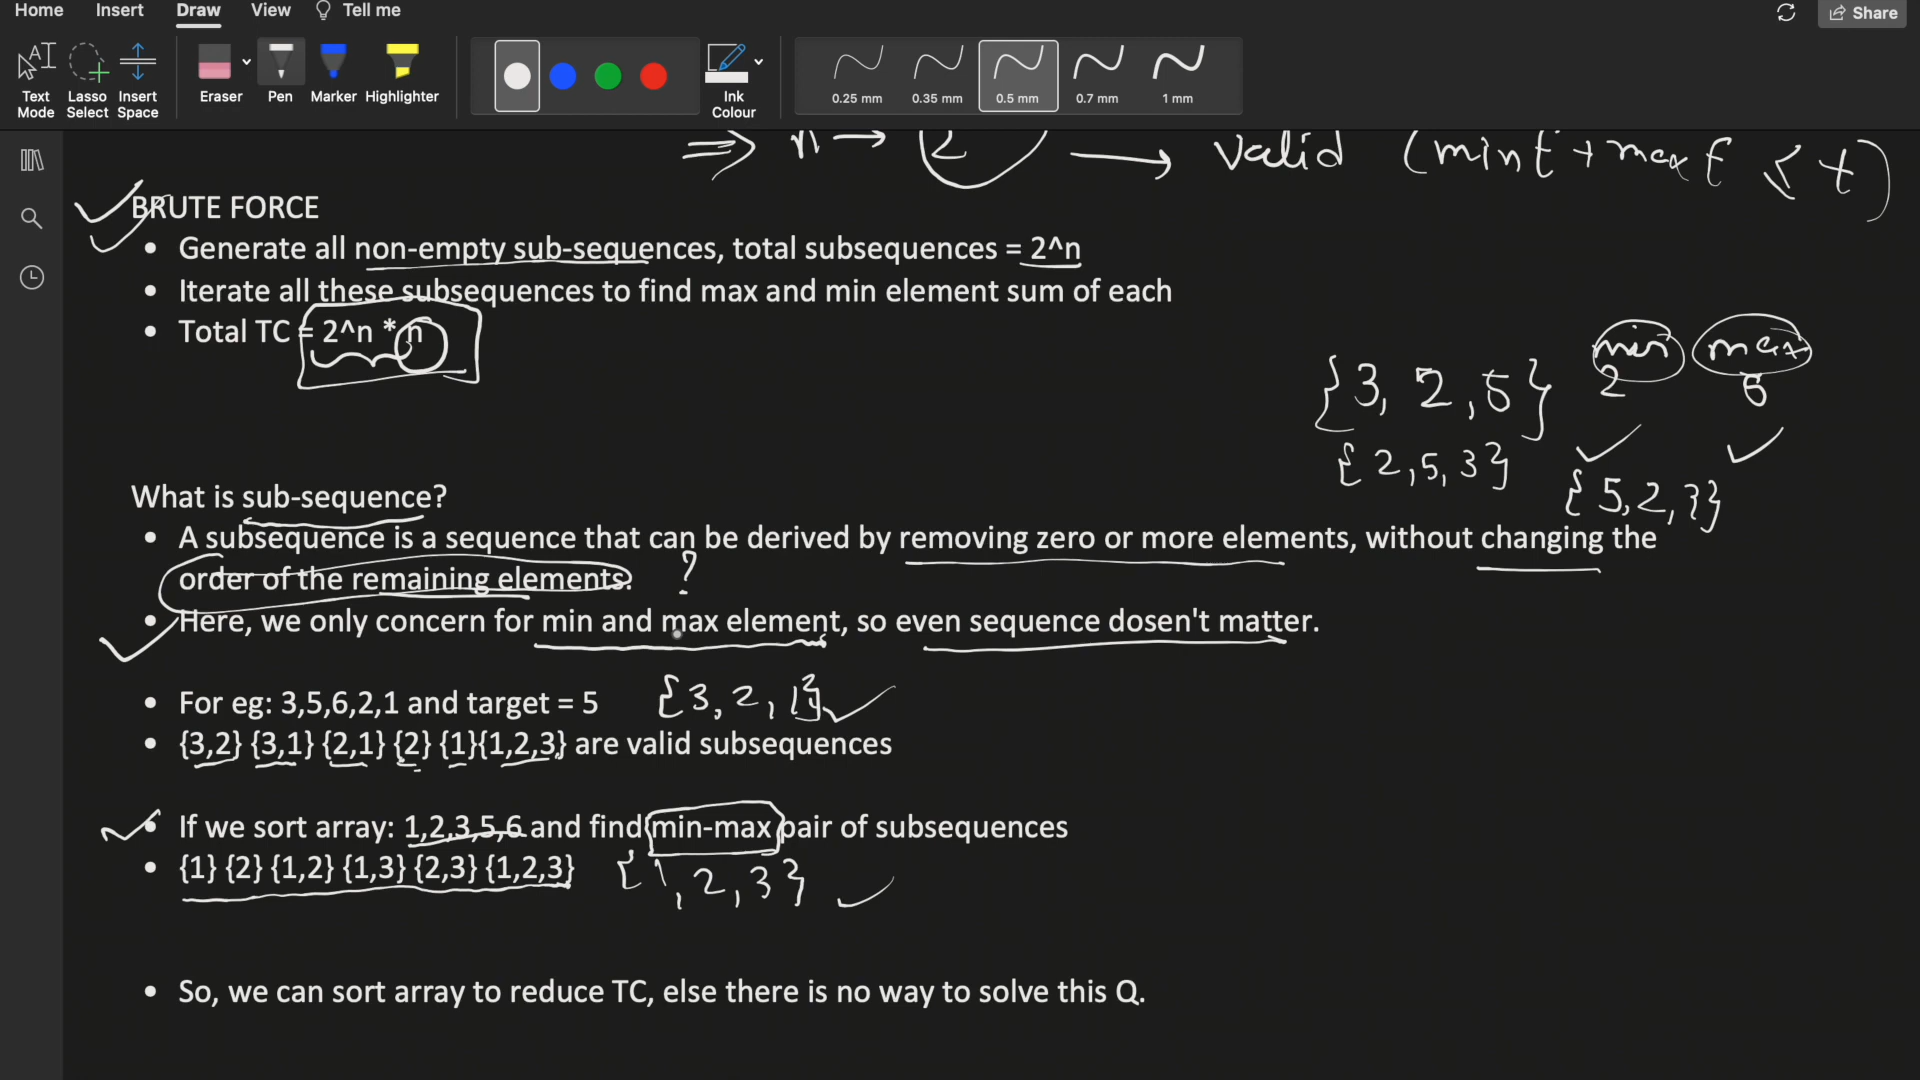 Home Insert Draw View Tell me Share
Text Mode Lasso Select Insert Space Eraser Pen Marker Highlighter Ink Colour 0.25 mm 0.35 mm 0.5 mm 0.7 mm 1 mm
⇒ n → 2 → valid (min + max < t)
BRUTE FORCE
• Generate all non-empty sub-sequences, total subsequences = 2^n
• Iterate all these subsequences to find max and min element sum of each
• Total TC = 2^n * n
min max
{3, 2, 5} 2 5
{2, 5, 3}
{5, 2, 3}
What is sub-sequence?
• A subsequence is a sequence that can be derived by removing zero or more elements, without changing the
order of the remaining elements. ?
• Here, we only concern for min and max element, so even sequence dosen't matter.
• For eg: 3,5,6,2,1 and target = 5 {3, 2, 1}
• {3,2} {3,1} {2,1} {2} {1}{1,2,3} are valid subsequences
• If we sort array: 1,2,3,5,6 and find min-max pair of subsequences
• {1} {2} {1,2} {1,3} {2,3} {1,2,3} {1, 2, 3}
• So, we can sort array to reduce TC, else there is no way to solve this Q.